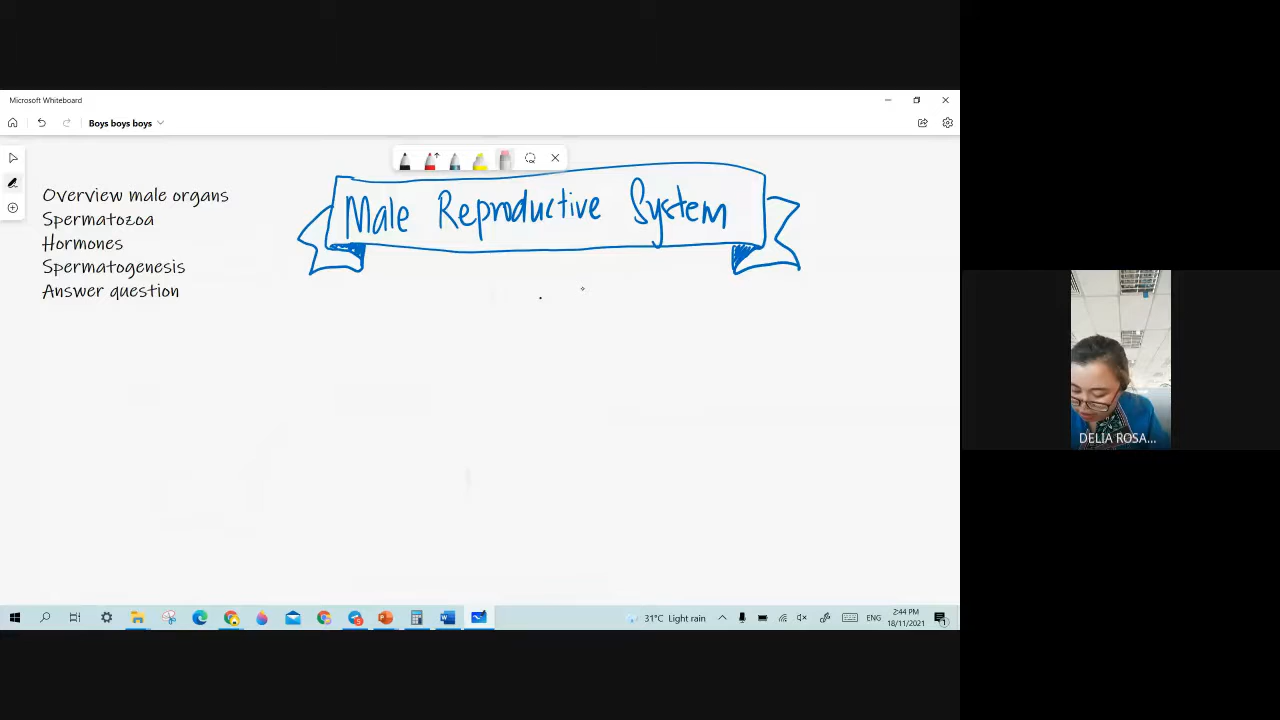 Microsoft Whiteboard
Boys boys boys
Overview male organs
Spermatozoa
Hormones
Spermatogenesis
Answer question
Male Reproductive System
DELIA ROSA...
31°C Light rain
ENG
2:44 PM
18/11/2021